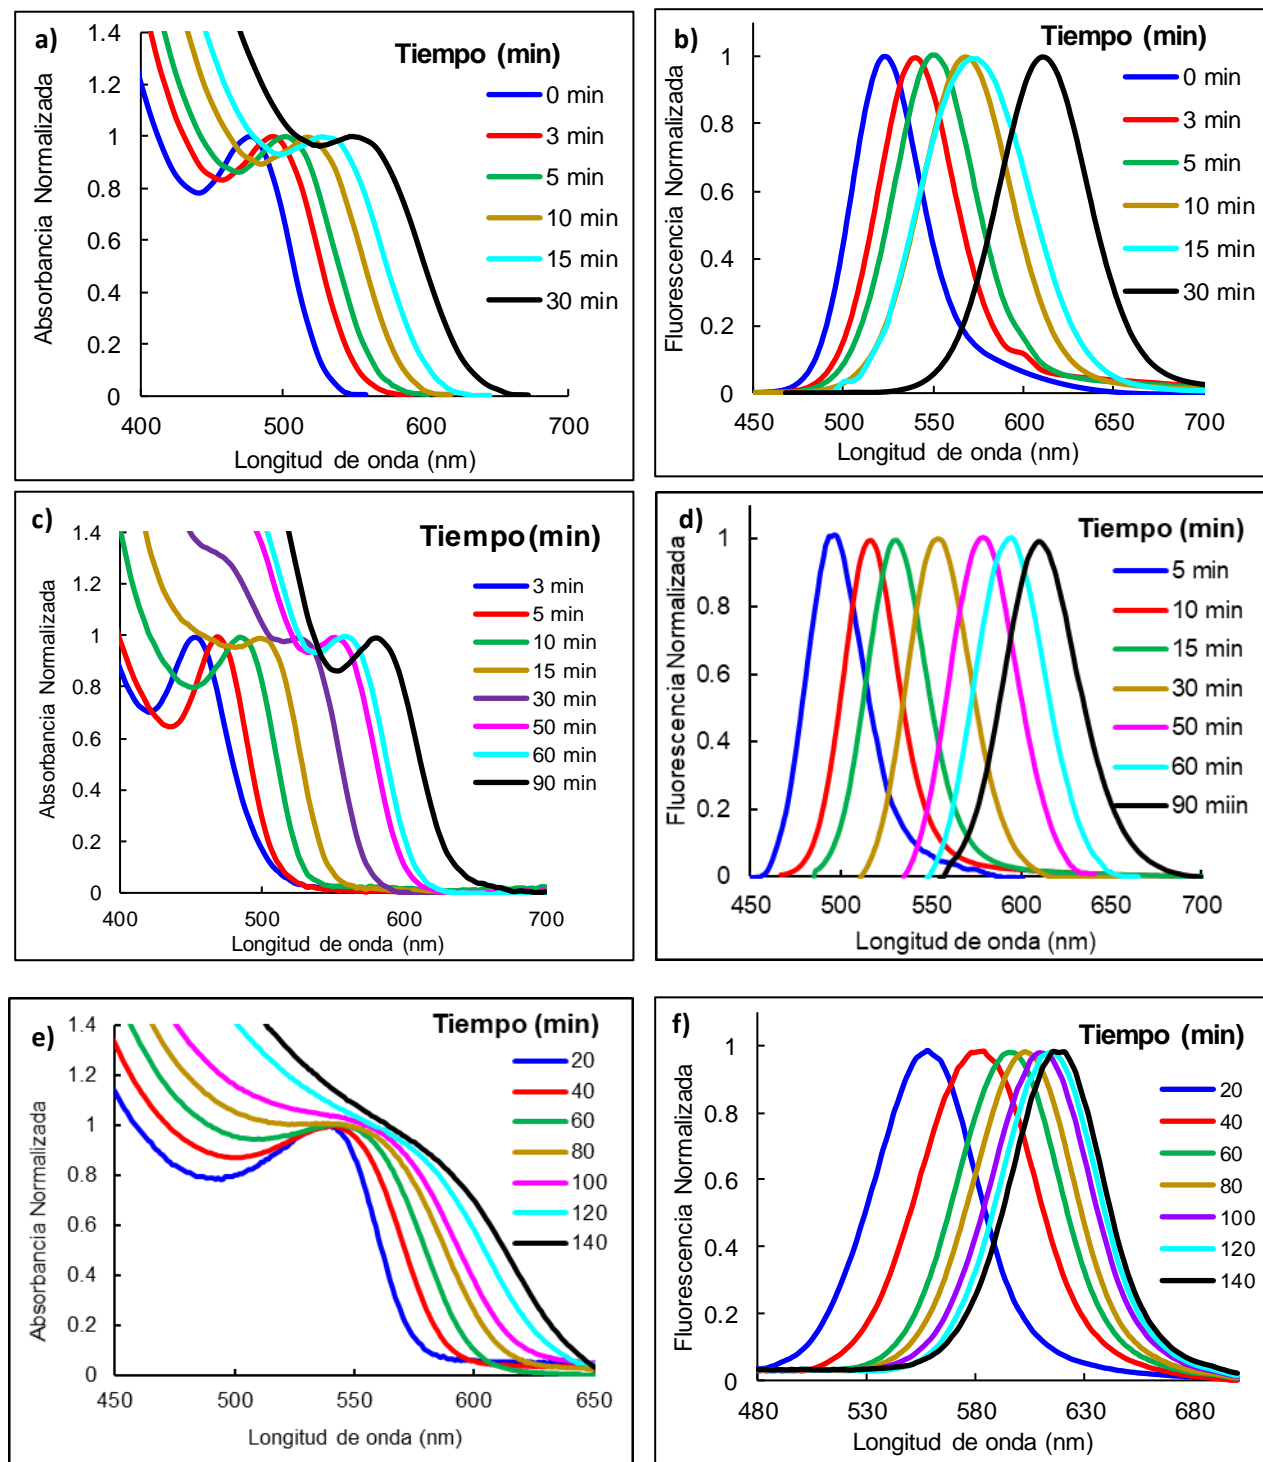 a)
Tiempo (min)
0 min
3 min
5 min
10 min
15 min
30 min
Absorbancia Normalizada
1.4
1.2
1
0.8
0.6
0.4
0.2
0
400 500 600 700
Longitud de onda (nm)
b)
Tiempo (min)
0 min
3 min
5 min
10 min
15 min
30 min
Fluorescencia Normalizada
1
0.8
0.6
0.4
0.2
0
450 500 550 600 650 700
Longitud de onda (nm)
c)
Tiempo (min)
3 min
5 min
10 min
15 min
30 min
50 min
60 min
90 min
Absorbancia Normalizada
1.4
1.2
1
0.8
0.6
0.4
0.2
0
400 500 600 700
Longitud de onda (nm)
d)
Tiempo (min)
5 min
10 min
15 min
30 min
50 min
60 min
90 miin
Fluorescencia Normalizada
1
0.8
0.6
0.4
0.2
0
450 500 550 600 650 700
Longitud de onda (nm)
e)
Tiempo (min)
20
40
60
80
100
120
140
Absorbancia Normalizada
1.4
1.2
1
0.8
0.6
0.4
0.2
0
450 500 550 600 650
Longitud de onda (nm)
f)
Tiempo (min)
20
40
60
80
100
120
140
Fluorescencia Normalizada
1
0.8
0.6
0.4
0.2
0
480 530 580 630 680
Longitud de onda (nm)